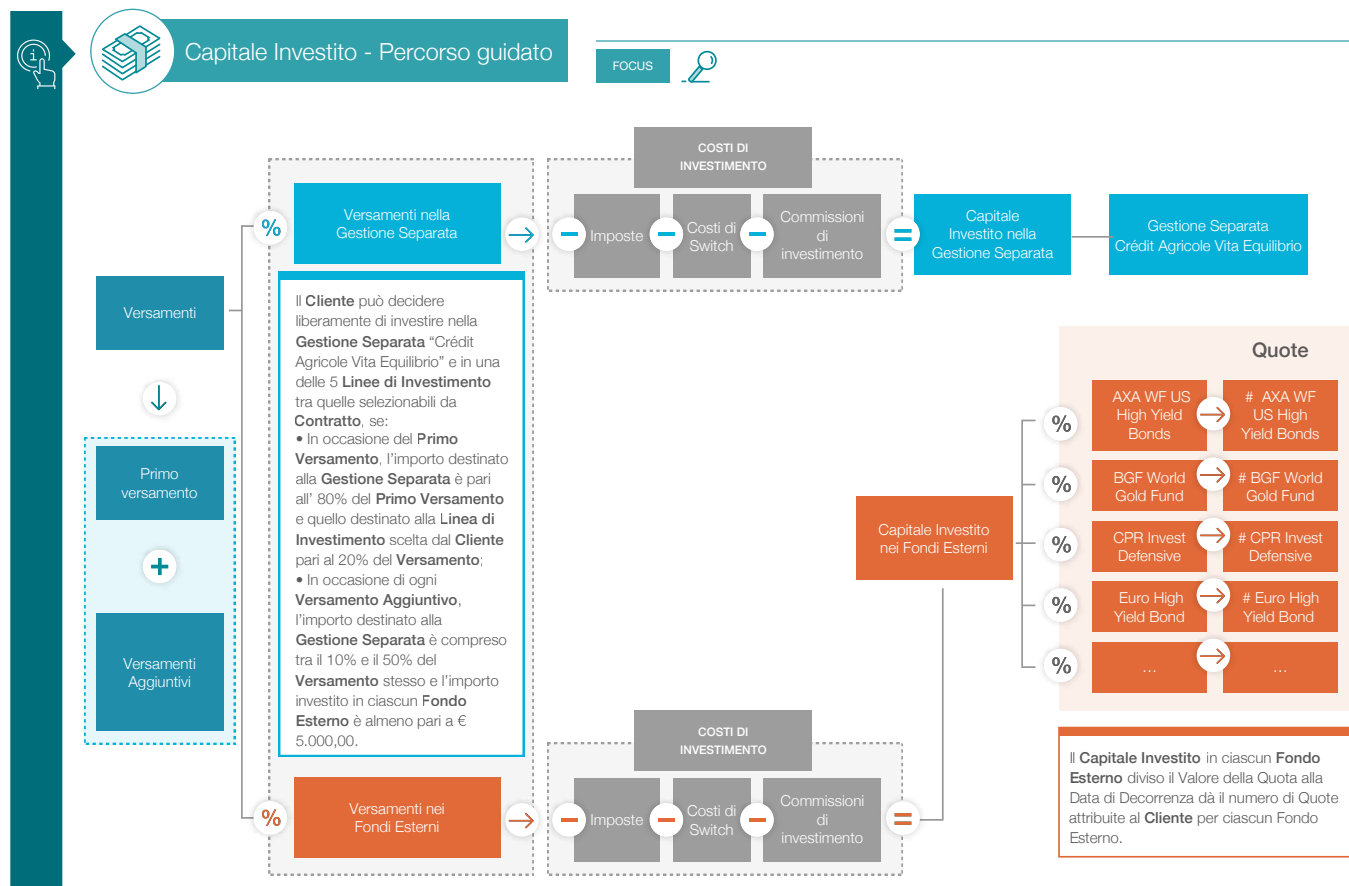 Capitale Investito - Percorso guidato
FOCUS
COSTI DI
INVESTIMENTO
%
Versamenti nella
Gestione Separata
Imposte
Costi di
Switch
Commissioni
di
investimento
=
Capitale
Investito nella
Gestione Separata
Gestione Separata
Crédit Agricole Vita Equilibrio
Versamenti
Primo
versamento
+
Versamenti
Aggiuntivi
Il Cliente può decidere
liberamente di investire nella
Gestione Separata “Crédit
Agricole Vita Equilibrio” e in una
delle 5 Linee di Investimento
tra quelle selezionabili da
Contratto, se:
• In occasione del Primo
Versamento, l’importo destinato
alla Gestione Separata è pari
all’ 80% del Primo Versamento
e quello destinato alla Linea di
Investimento scelta dal Cliente
pari al 20% del Versamento;
• In occasione di ogni
Versamento Aggiuntivo,
l’importo destinato alla
Gestione Separata è compreso
tra il 10% e il 50% del
Versamento stesso e l’importo
investito in ciascun Fondo
Esterno è almeno pari a €
5.000,00.
%
Versamenti nei
Fondi Esterni
COSTI DI
INVESTIMENTO
Imposte
Costi di
Switch
Commissioni
di
investimento
=
Capitale Investito
nei Fondi Esterni
Quote
%
AXA WF US
High Yield
Bonds
# AXA WF
US High
Yield Bonds
%
BGF World
Gold Fund
# BGF World
Gold Fund
%
CPR Invest
Defensive
# CPR Invest
Defensive
%
Euro High
Yield Bond
# Euro High
Yield Bond
%
…
…
Il Capitale Investito in ciascun Fondo
Esterno diviso il Valore della Quota alla
Data di Decorrenza dà il numero di Quote
attribuite al Cliente per ciascun Fondo
Esterno.